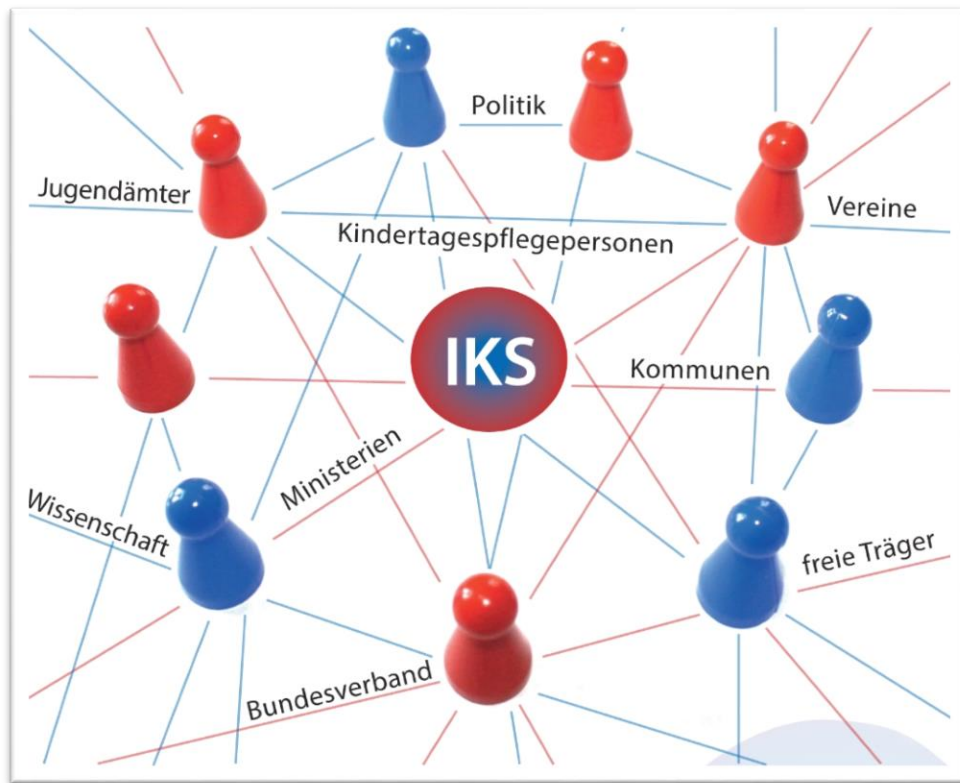 Politik
Jugendämter
Vereine
Kindertagespflegepersonen
IKS
Kommunen
Ministerien
Wissenschaft
freie Träger
Bundesverband